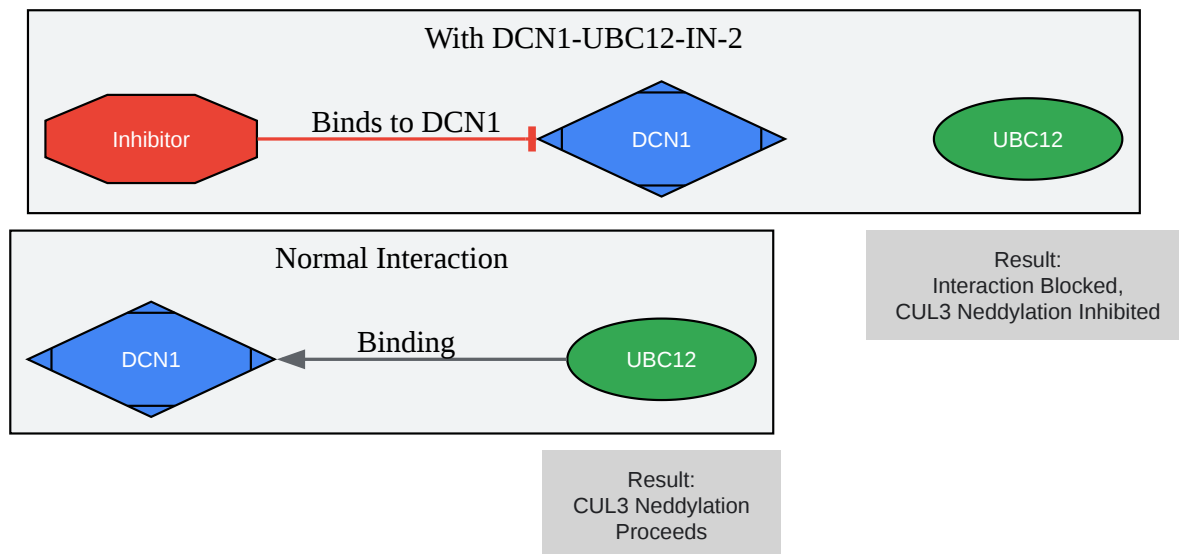 With DCN1-UBC12-IN-2
Inhibitor
Binds to DCN1
DCN1
UBC12
Normal Interaction
DCN1
Binding
UBC12
Result:
Interaction Blocked,
CUL3 Neddylation Inhibited
Result:
CUL3 Neddylation
Proceeds